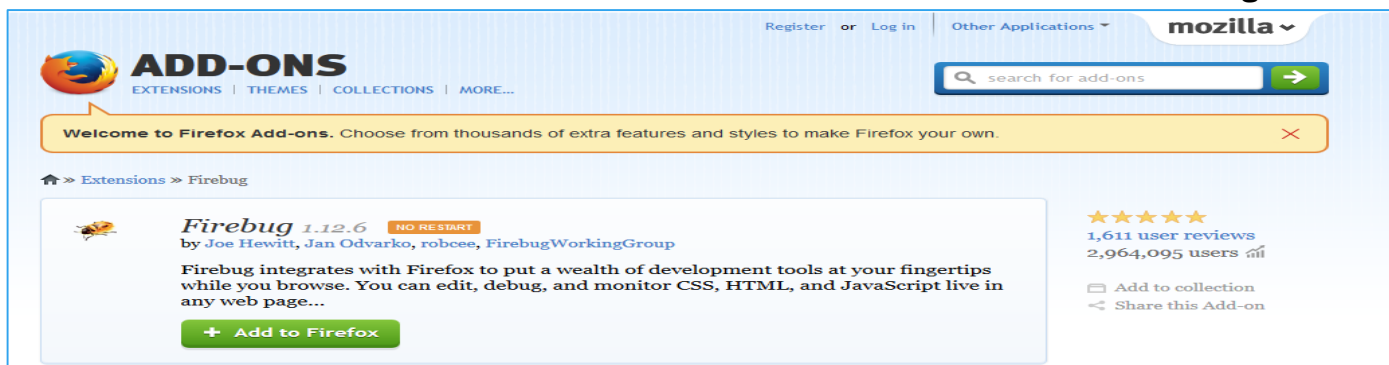 Register or Log in Other Applications mozilla
ADD-ONS
EXTENSIONS | THEMES | COLLECTIONS | MORE...
search for add-ons
Welcome to Firefox Add-ons. Choose from thousands of extra features and styles to make Firefox your own.
» Extensions » Firebug
Firebug 1.12.6 NO RESTART
by Joe Hewitt, Jan Odvarko, robcee, FirebugWorkingGroup
Firebug integrates with Firefox to put a wealth of development tools at your fingertips
while you browse. You can edit, debug, and monitor CSS, HTML, and JavaScript live in
any web page...
+ Add to Firefox
1,611 user reviews
2,964,095 users
Add to collection
Share this Add-on